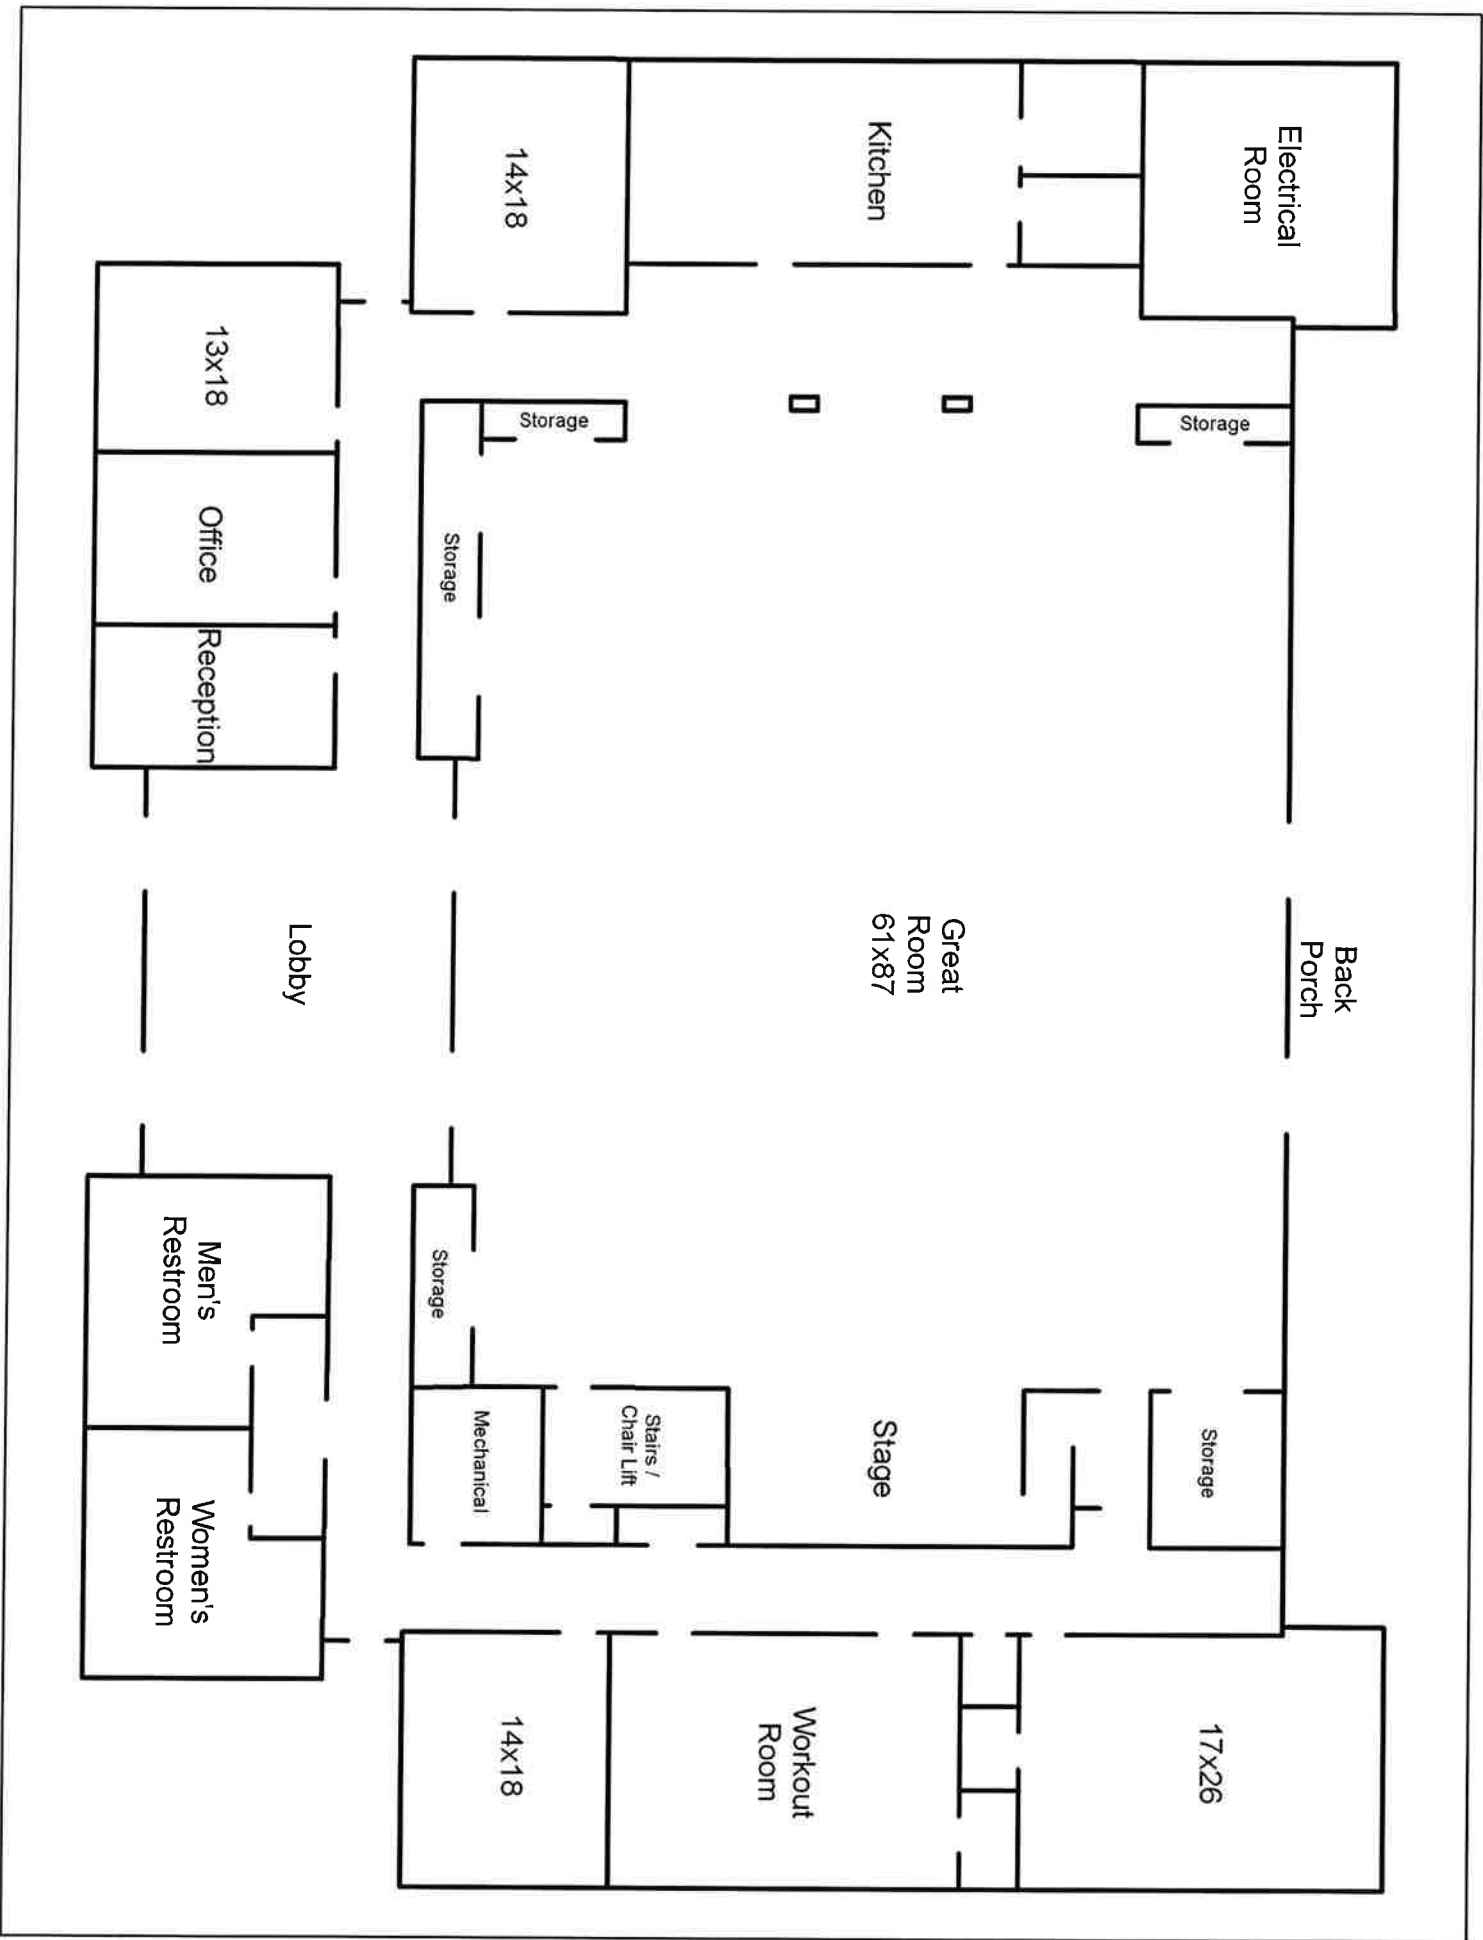 Back
Porch
Electrical
Room
Storage
Storage
17x26
Great
Room
61x87
Kitchen
Stage
Workout
Room
Stairs /
Chair Lift
Storage
14x18
14x18
Mechanical
Storage
Storage
Lobby
13x18
Office
Reception
Men's
Restroom
Women's
Restroom